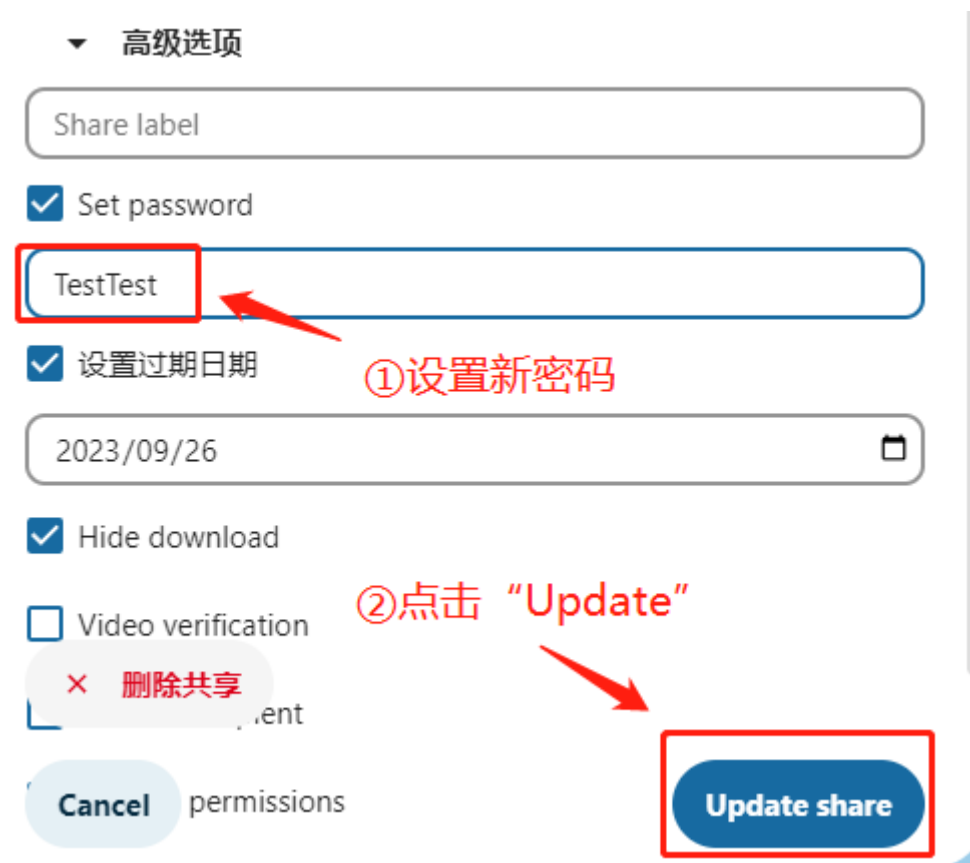 高级选项
Share label
Set password
TestTest
设置过期日期
①设置新密码
2023/09/26
Hide download
②点击“Update”
Video verification
× 删除共享
Cancel
permissions
Update share